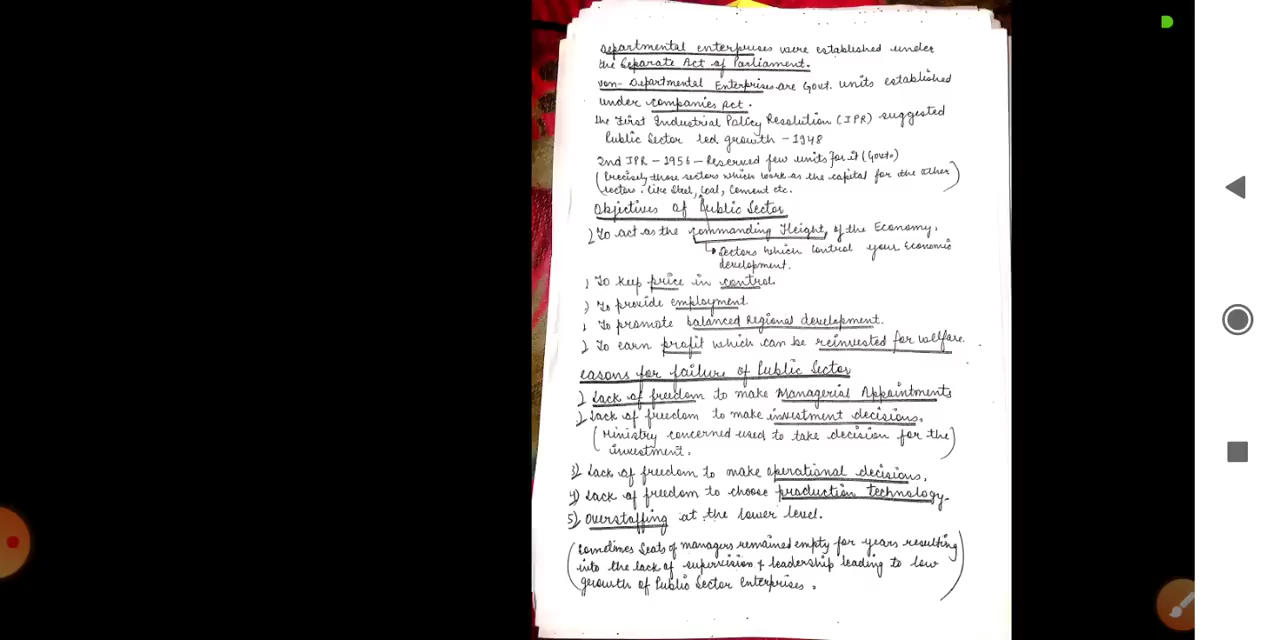 Departmental enterprises were established under
the Separate Act of Parliament.
von- Departmental Enterprises are Govt. units established
under companies Act.
the First Industrial Policy Resolution (IPR) suggested
Public Sector led growth - 1948
2nd IPR - 1956 - Reserved few units for it (Govt.)
(Precisely those sectors which work as the capital for the other
sectors. like Steel, Coal, Cement etc.)
Objectives of Public Sector
) To act as the commanding Height of the Economy.
→ Sectors which control your Economic
development.
) To keep price in control.
) To provide employment.
) To promote balanced Regional development.
) To earn profit which can be reinvested for welfare.
easons for failure of Public Sector
) Lack of freedom to make Managerial Appointments
) Lack of freedom to make investment decisions.
(Ministry concerned used to take decision for the
investment.)
3) Lack of freedom to make operational decisions.
4) Lack of freedom to choose production technology.
5) Overstaffing at the lower level.
(Sometimes Seats of managers remained empty for years resulting
into the lack of supervision & leadership leading to low
growth of Public Sector Enterprises.)